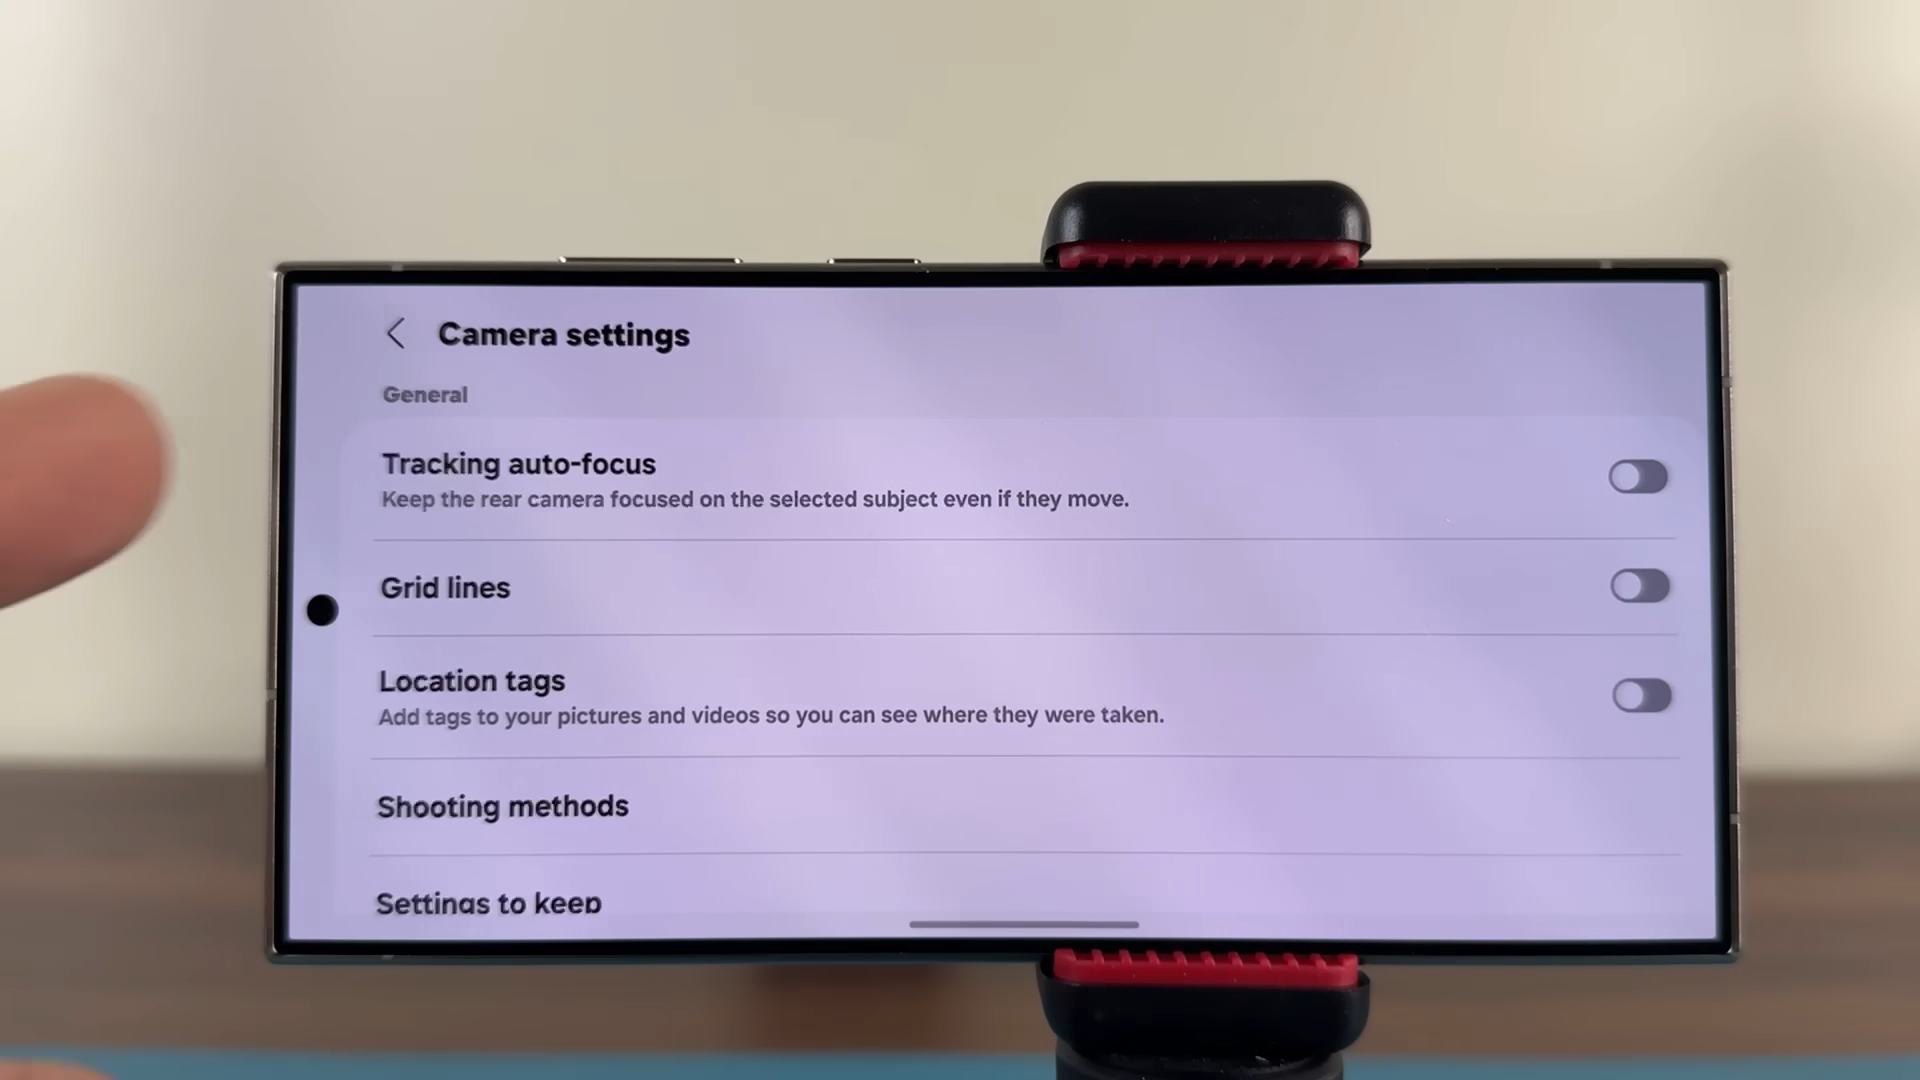 Camera settings
General
Tracking auto-focus
Keep the rear camera focused on the selected subject even if they move.
Grid lines
Location tags
Add tags to your pictures and videos so you can see where they were taken.
Shooting methods
Settings to keep